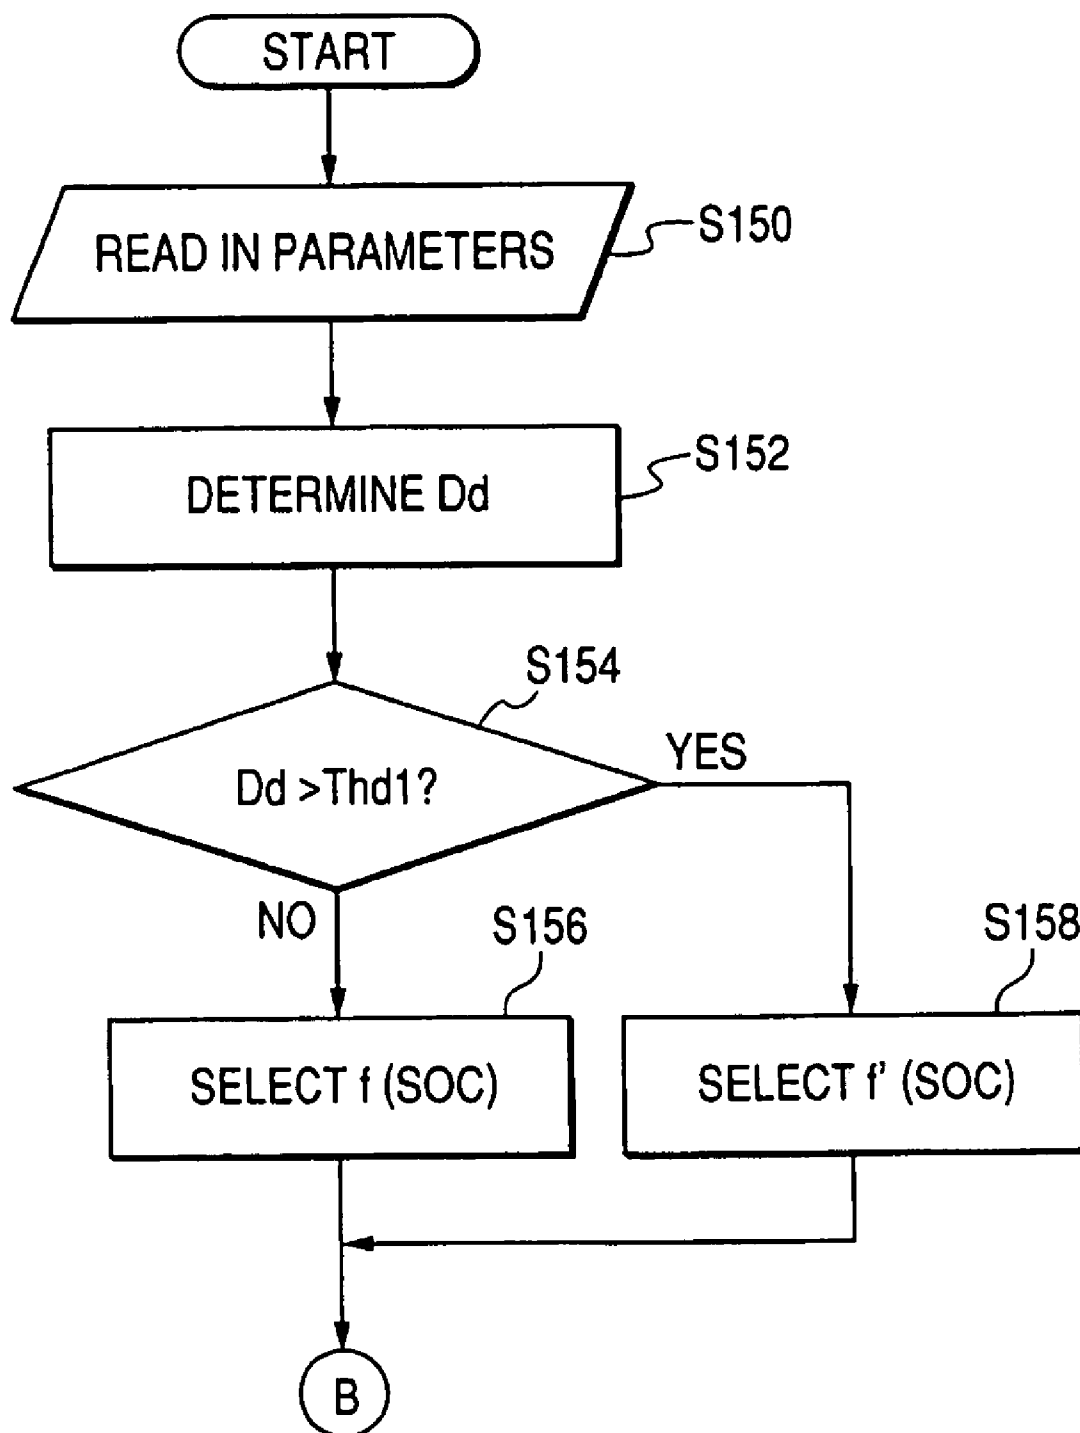 START
READ IN PARAMETERS
S150
DETERMINE Dd
S152
S154
Dd >Thd1?
YES
NO
S156
S158
SELECT f (SOC)
SELECT f' (SOC)
B